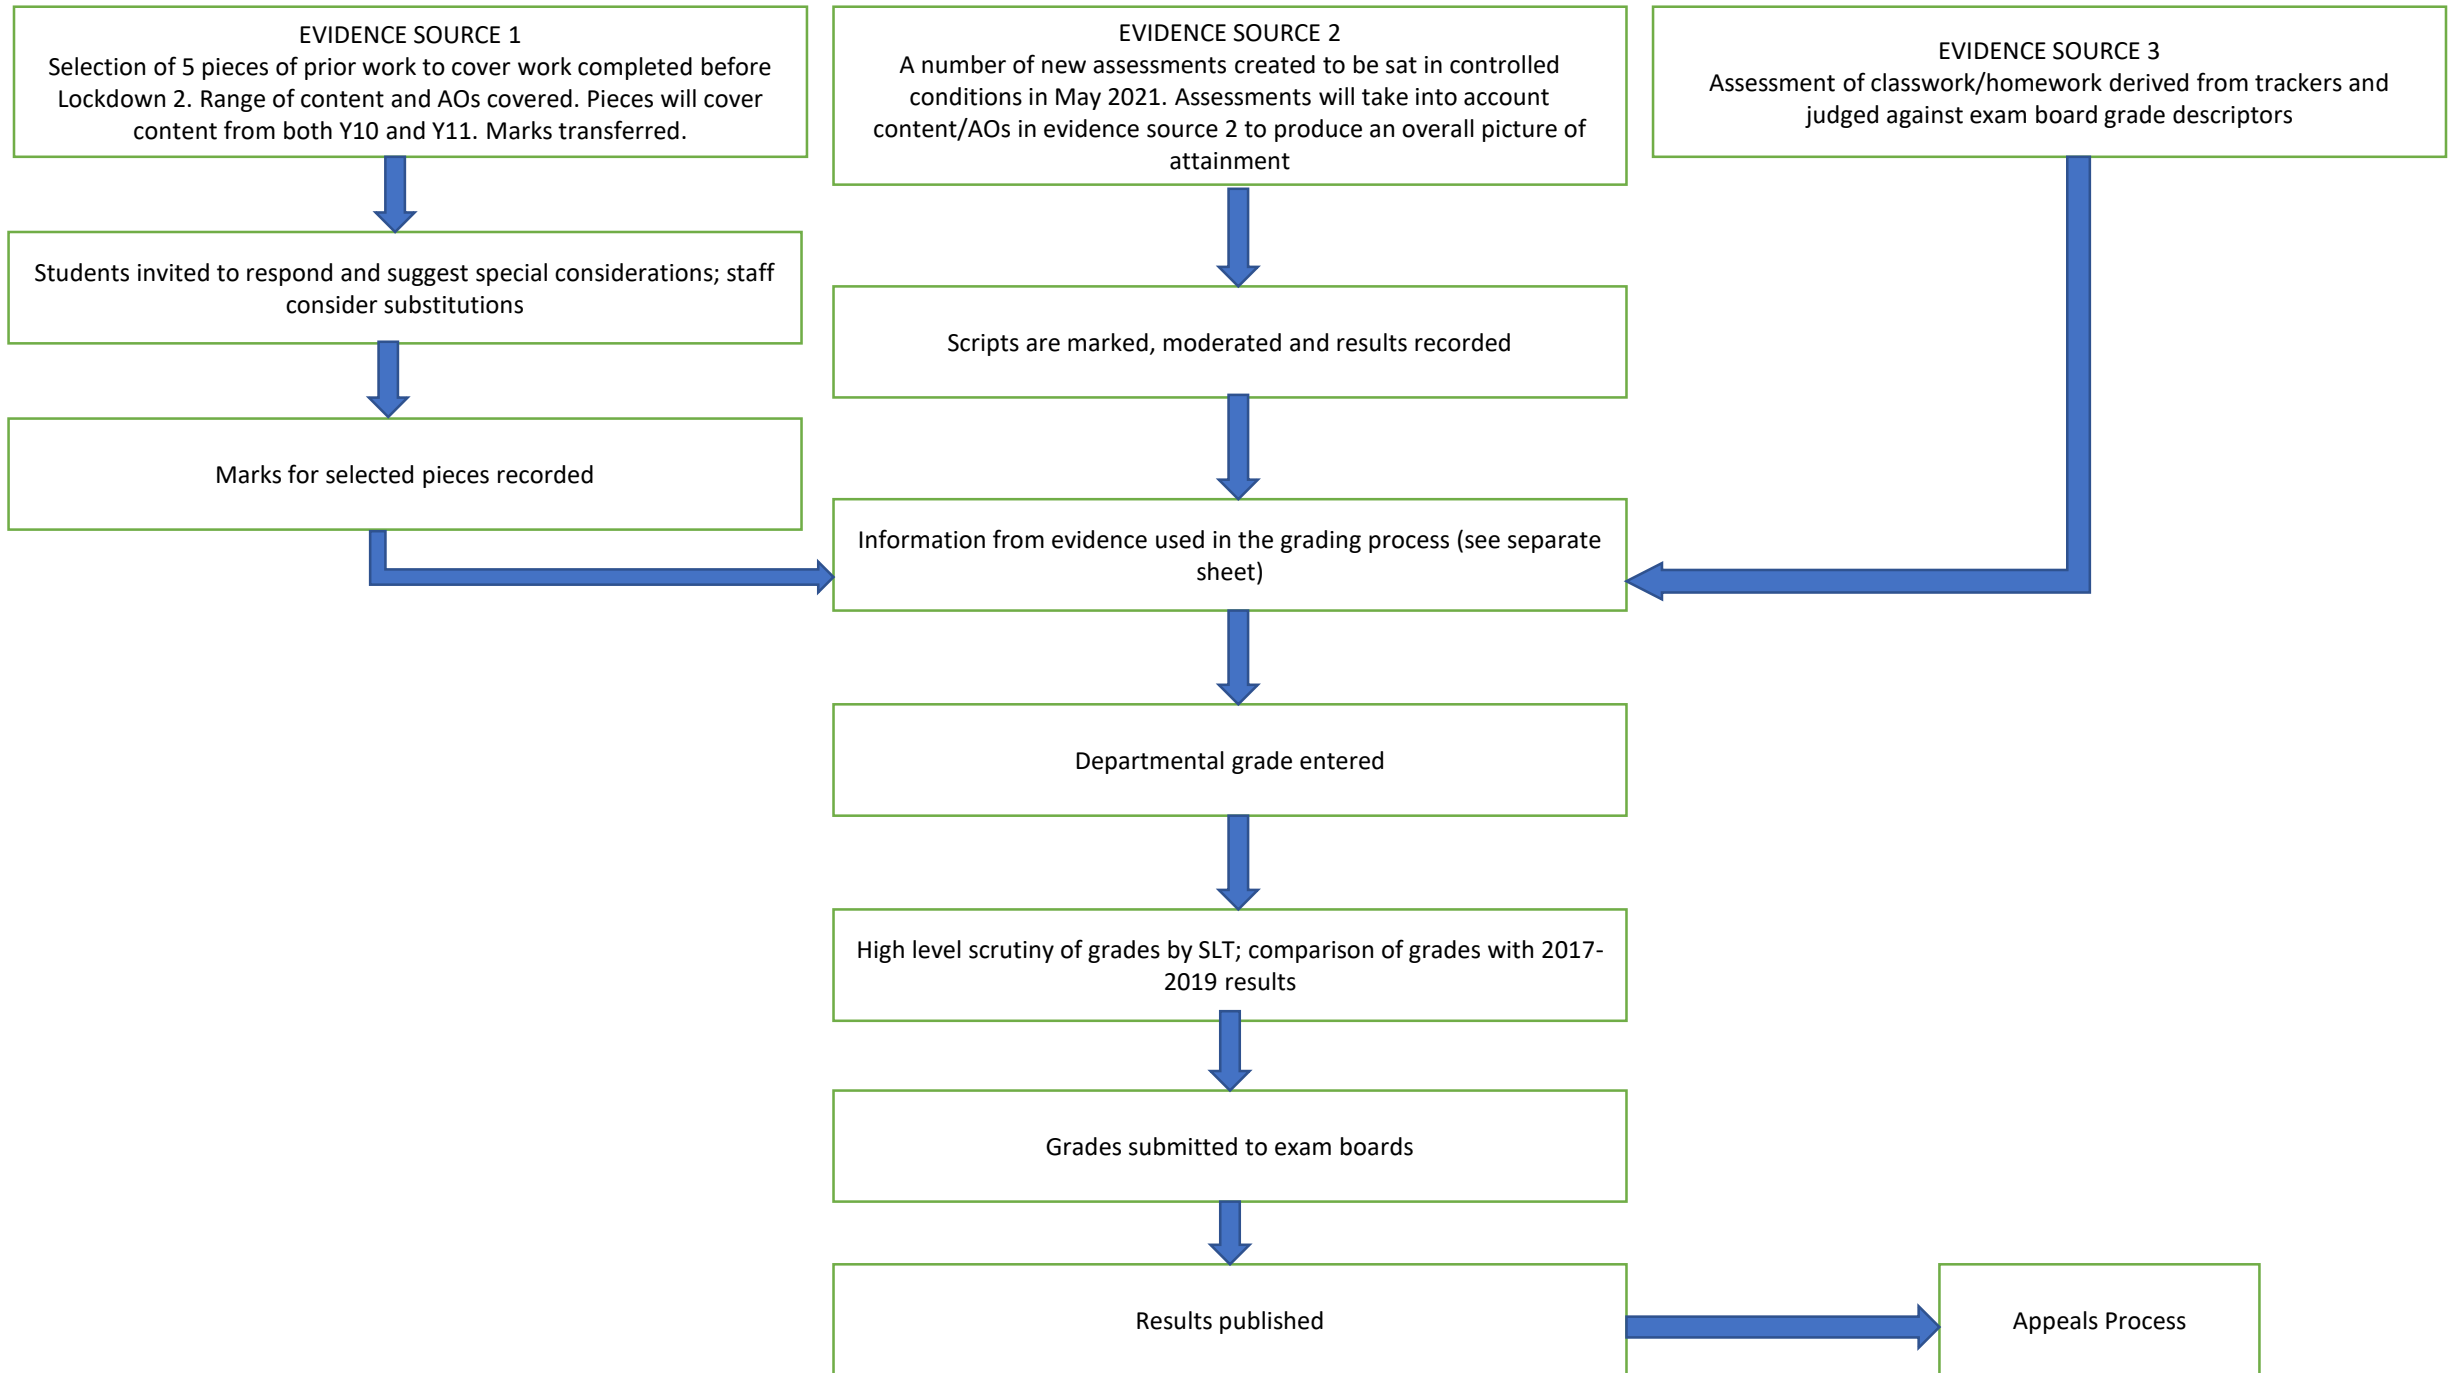 EVIDENCE SOURCE 1
Selection of 5 pieces of prior work to cover work completed before
Lockdown 2. Range of content and AOs covered. Pieces will cover
content from both Y10 and Y11. Marks transferred.
EVIDENCE SOURCE 2
A number of new assessments created to be sat in controlled
conditions in May 2021. Assessments will take into account
content/AOs in evidence source 2 to produce an overall picture of
attainment
EVIDENCE SOURCE 3
Assessment of classwork/homework derived from trackers and
judged against exam board grade descriptors
Students invited to respond and suggest special considerations; staff
consider substitutions
Scripts are marked, moderated and results recorded
Marks for selected pieces recorded
Information from evidence used in the grading process (see separate
sheet)
Departmental grade entered
High level scrutiny of grades by SLT; comparison of grades with 2017-
2019 results
Grades submitted to exam boards
Results published
Appeals Process